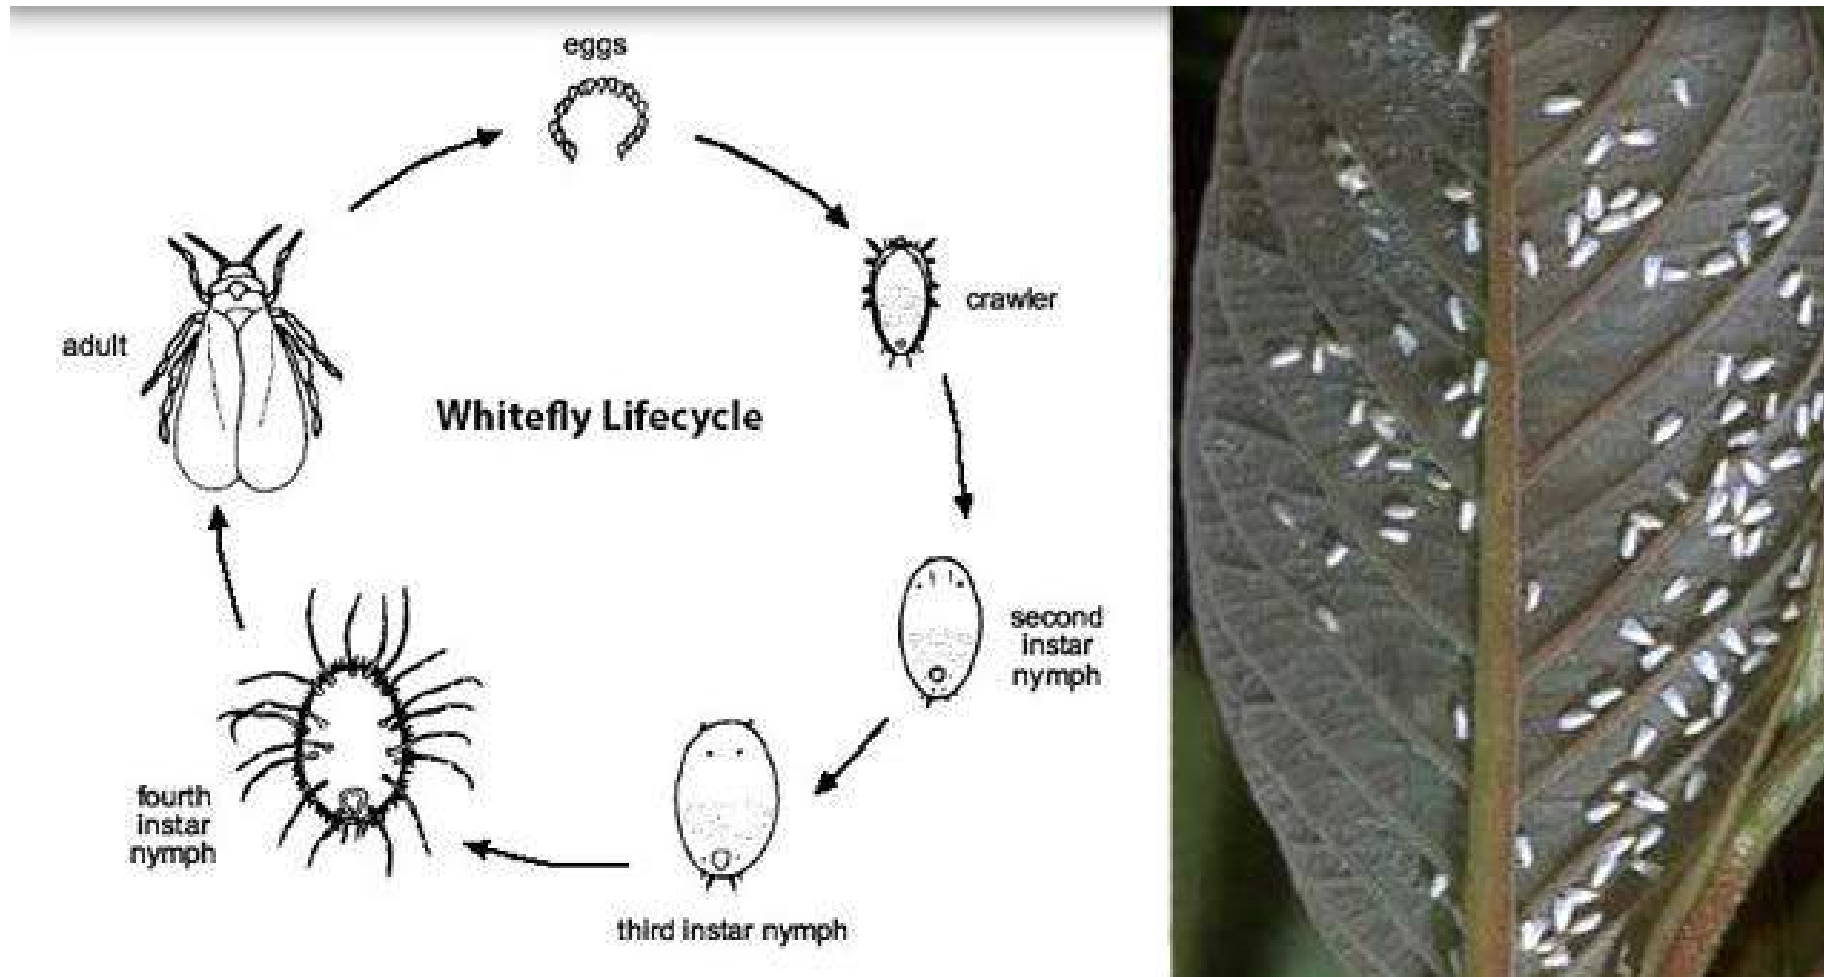 eggs
crawler
adult
Whitefly Lifecycle
second
instar
nymph
fourth
instar
nymph
third instar nymph